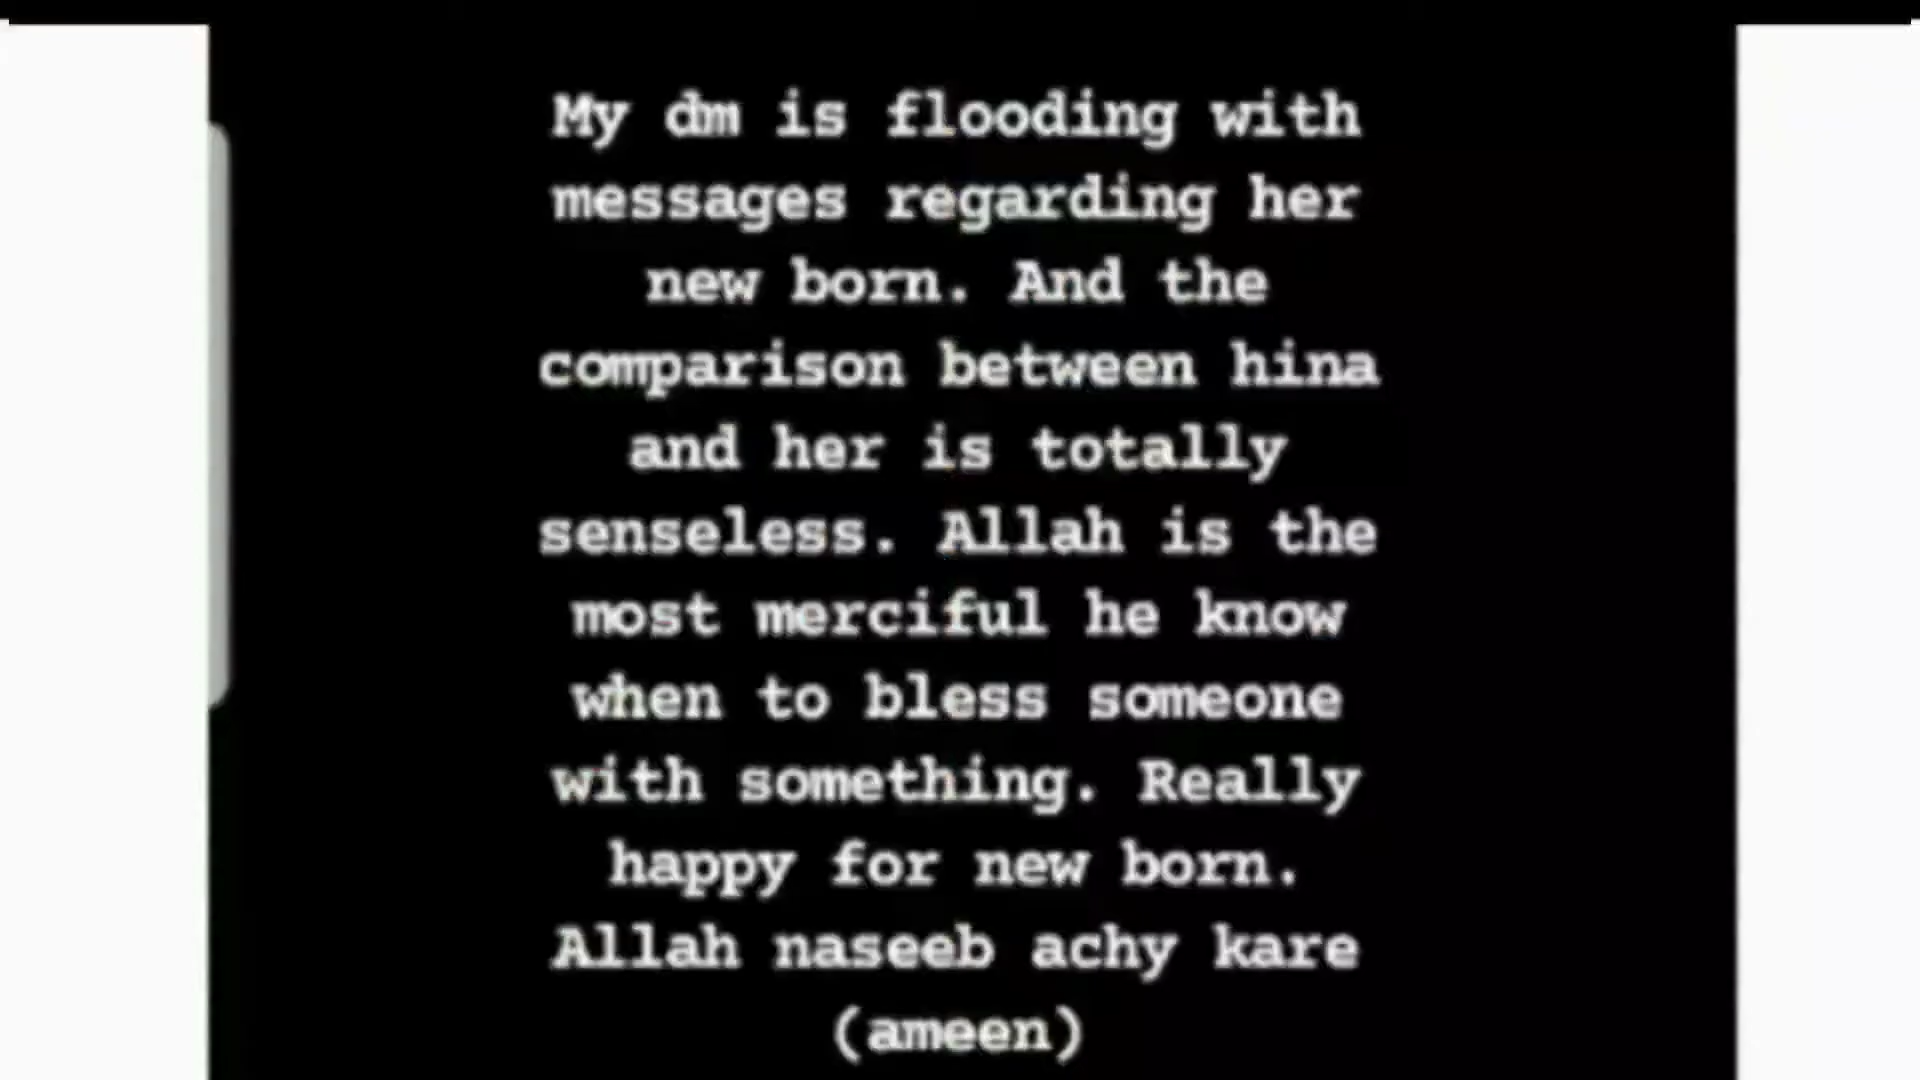 My dm is flooding with
messages regarding her
new born. And the
comparison between hina
and her is totally
senseless. Allah is the
most merciful he know
when to bless someone
with something. Really
happy for new born.
Allah naseeb achy kare
(ameen)